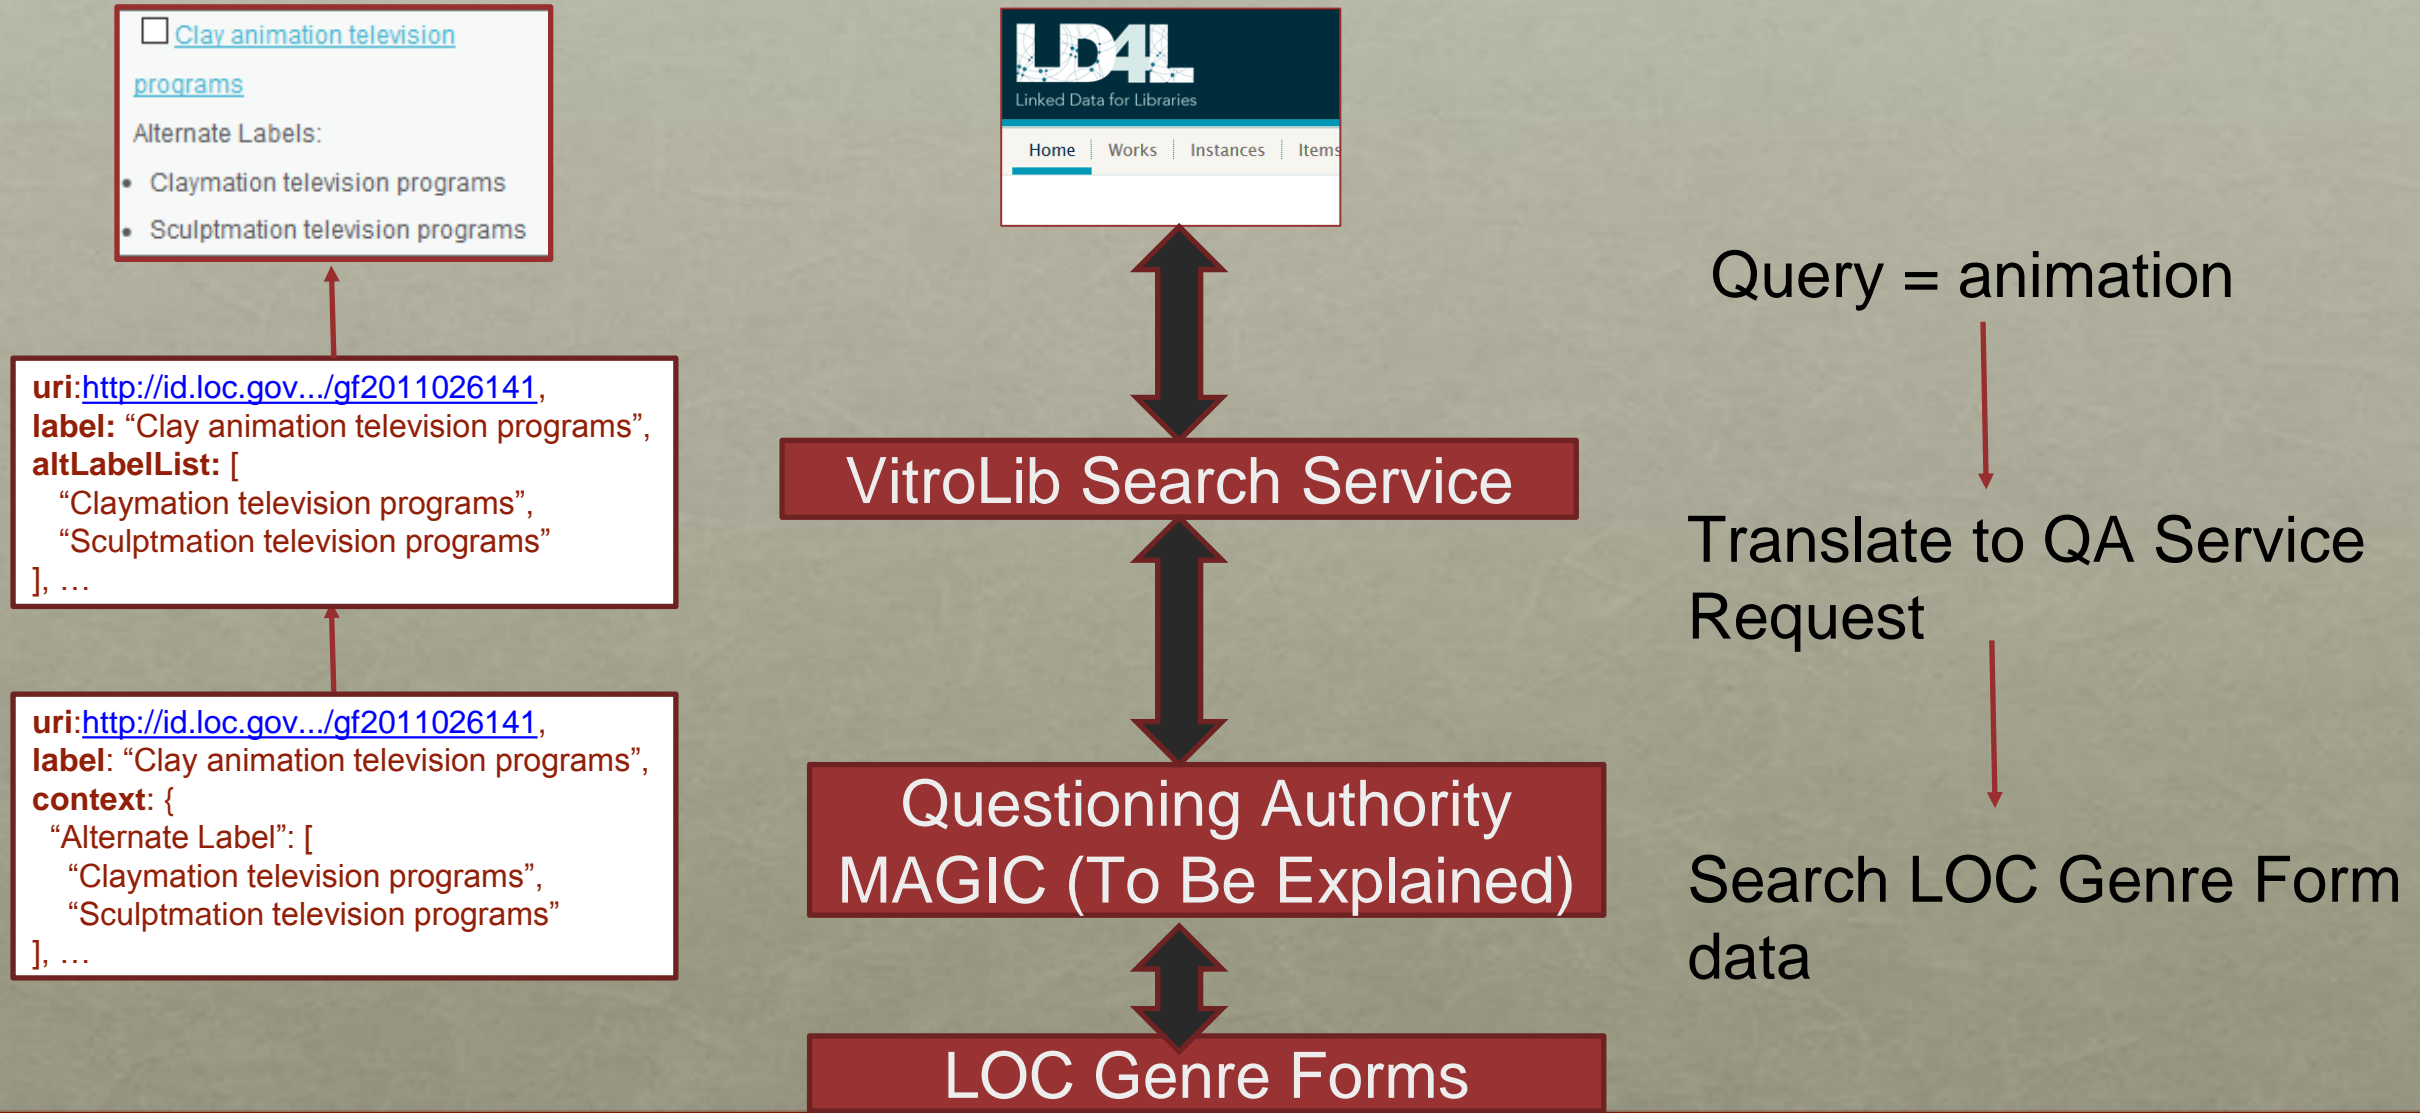 Clay animation television
programs
Alternate Labels:
• Claymation television programs
• Sculptmation television programs
uri:http://id.loc.gov.../gf2011026141,
label: “Clay animation television programs”,
altLabelList: [
“Claymation television programs”,
“Sculptmation television programs”
], …
uri:http://id.loc.gov.../gf2011026141,
label: “Clay animation television programs”,
context: {
“Alternate Label”: [
“Claymation television programs”,
“Sculptmation television programs”
], …
LD4L
Linked Data for Libraries
Home Works Instances Items
VitroLib Search Service
Questioning Authority
MAGIC (To Be Explained)
LOC Genre Forms
Query = animation
Translate to QA Service
Request
Search LOC Genre Form
data